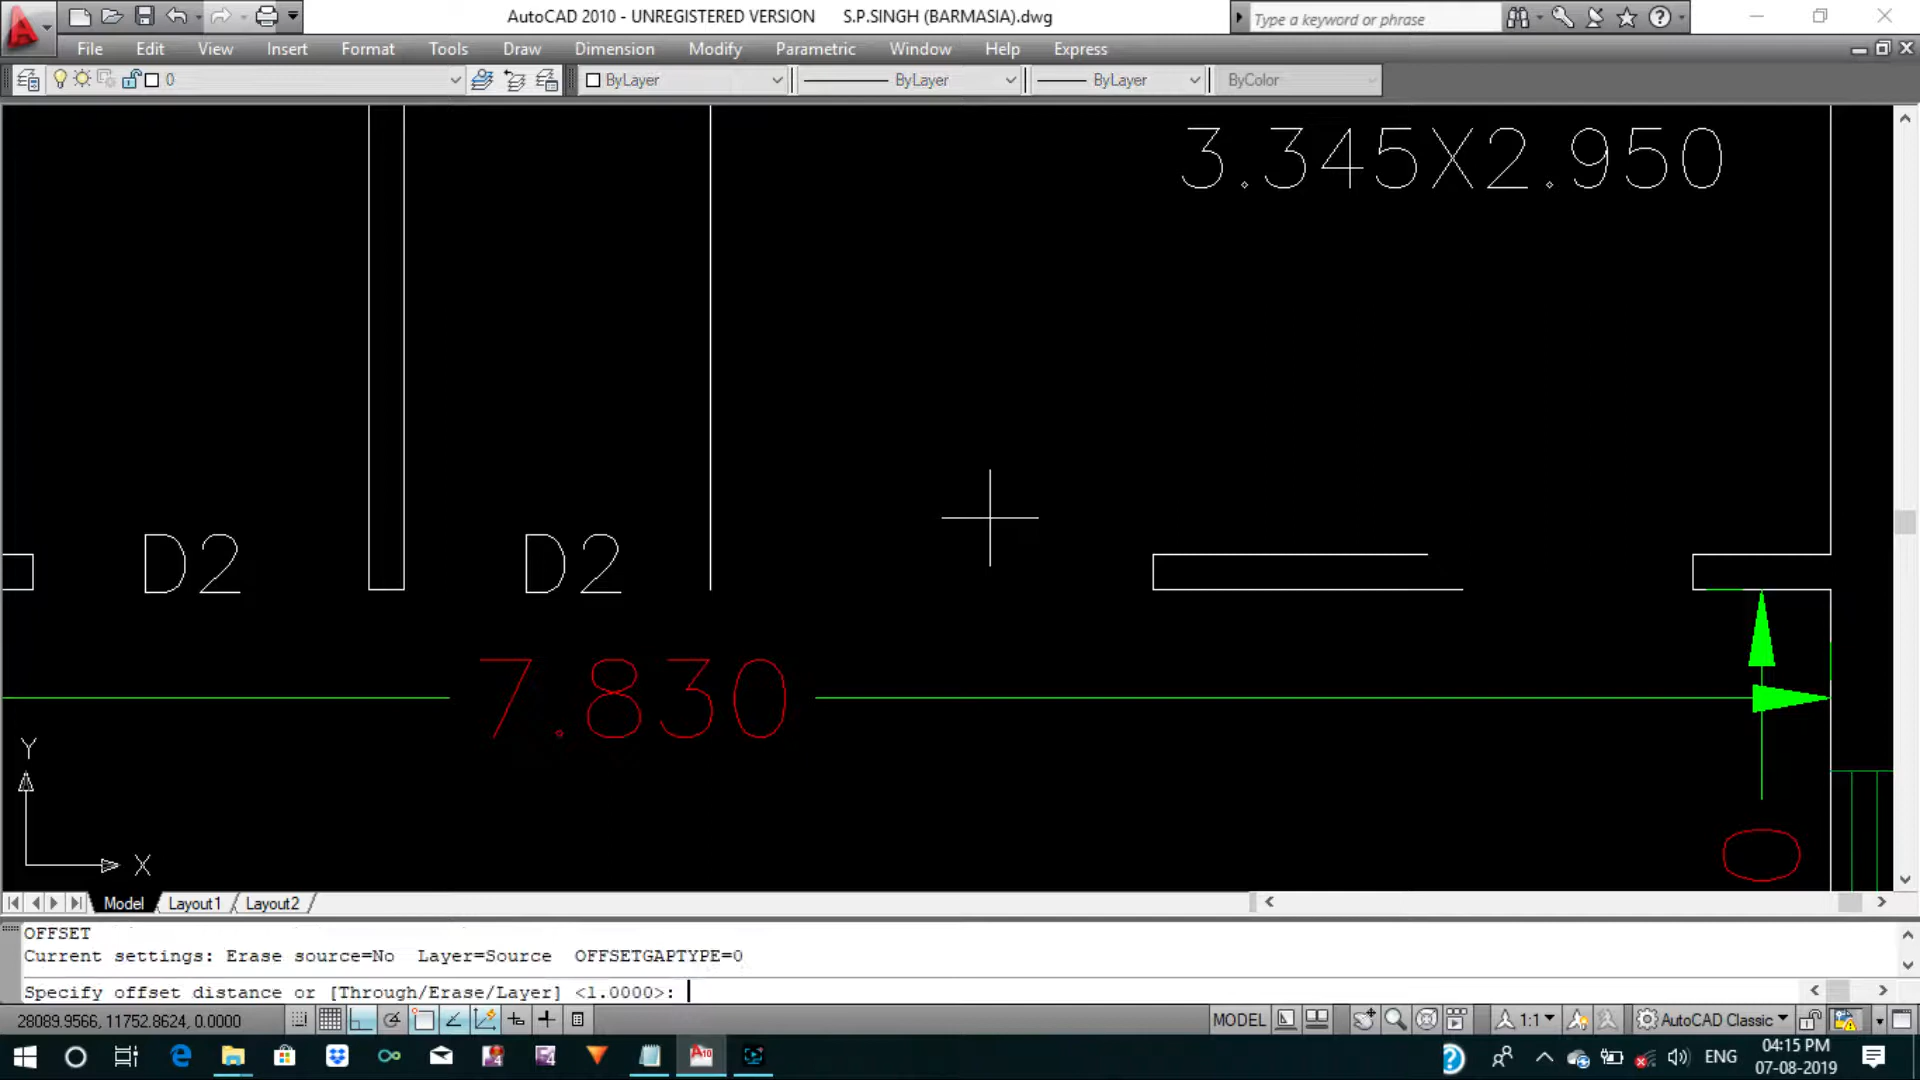 AutoCAD 2010 - UNREGISTERED VERSION S.P.SINGH (BARMASIA).dwg
Type a keyword or phrase
File Edit View Insert Format Tools Draw Dimension Modify Parametric Window Help Express
0 ByLayer ByLayer ByLayer ByColor
3.345X2.950
D2 D2
7.830
0
Y
X
Model Layout1 Layout2
OFFSET
Current settings: Erase source=No Layer=Source OFFSETGAPTYPE=0
Specify offset distance or [Through/Erase/Layer] <1.0000>:
28089.9566, 11752.8624, 0.0000 MODEL 1:1 AutoCAD Classic
ENG 04:15 PM
07-08-2019